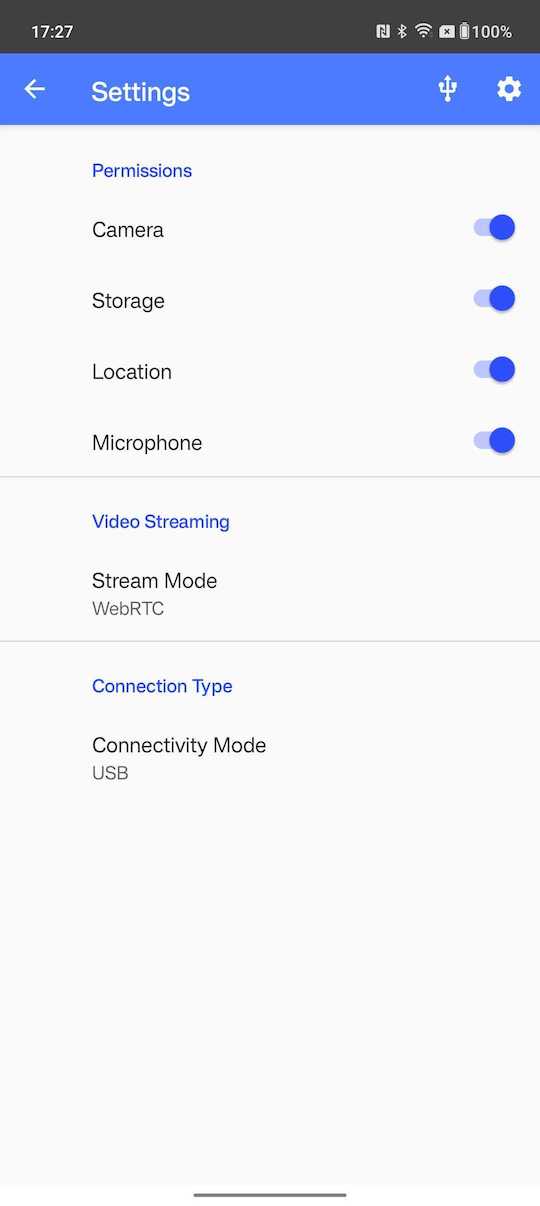 17:27
100%
Settings
Permissions
Camera
Storage
Location
Microphone
Video Streaming
Stream Mode
WebRTC
Connection Type
Connectivity Mode
USB